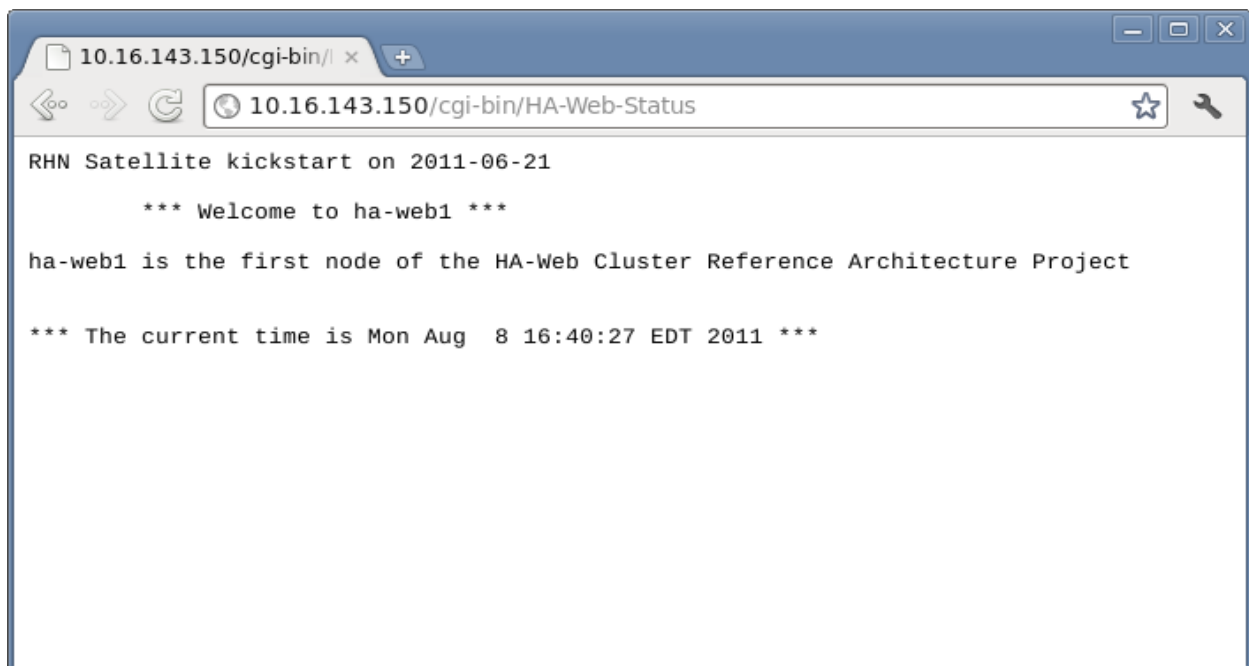 10.16.143.150/cgi-bin/
10.16.143.150/cgi-bin/HA-Web-Status
RHN Satellite kickstart on 2011-06-21
*** Welcome to ha-web1 ***
ha-web1 is the first node of the HA-Web Cluster Reference Architecture Project
*** The current time is Mon Aug  8 16:40:27 EDT 2011 ***